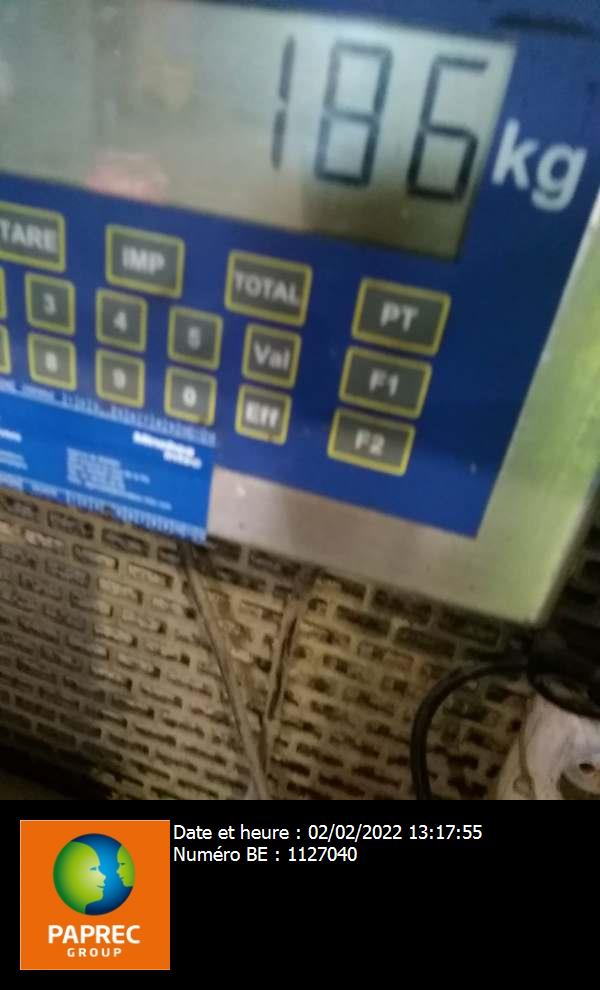 186 kg
TARE IMP TOTAL PT
3 4 5 Val F1
8 9 0 Eff F2
Date et heure : 02/02/2022 13:17:55
Numéro BE : 1127040
PAPREC
GROUP